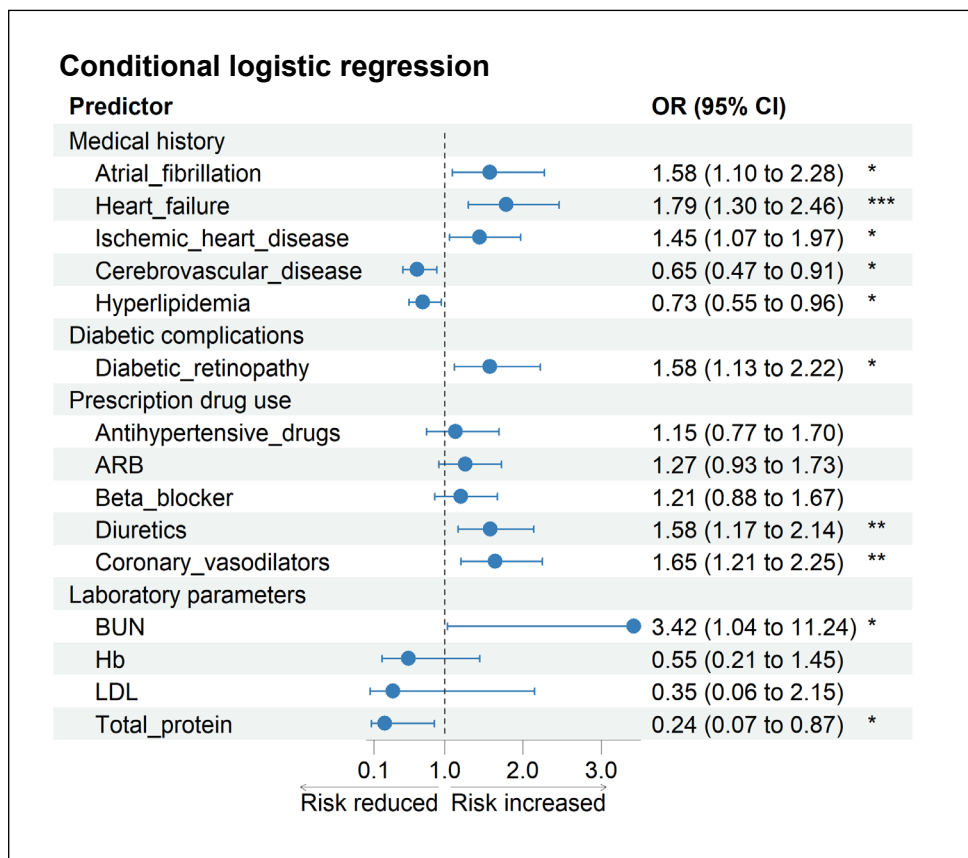 Conditional logistic regression
Predictor OR (95% CI)
Medical history
Atrial_fibrillation 1.58 (1.10 to 2.28) *
Heart_failure 1.79 (1.30 to 2.46) ***
Ischemic_heart_disease 1.45 (1.07 to 1.97) *
Cerebrovascular_disease 0.65 (0.47 to 0.91) *
Hyperlipidemia 0.73 (0.55 to 0.96) *
Diabetic complications
Diabetic_retinopathy 1.58 (1.13 to 2.22) *
Prescription drug use
Antihypertensive_drugs 1.15 (0.77 to 1.70)
ARB 1.27 (0.93 to 1.73)
Beta_blocker 1.21 (0.88 to 1.67)
Diuretics 1.58 (1.17 to 2.14) **
Coronary_vasodilators 1.65 (1.21 to 2.25) **
Laboratory parameters
BUN 3.42 (1.04 to 11.24) *
Hb 0.55 (0.21 to 1.45)
LDL 0.35 (0.06 to 2.15)
Total_protein 0.24 (0.07 to 0.87) *
0.1 1.0 2.0 3.0
Risk reduced Risk increased